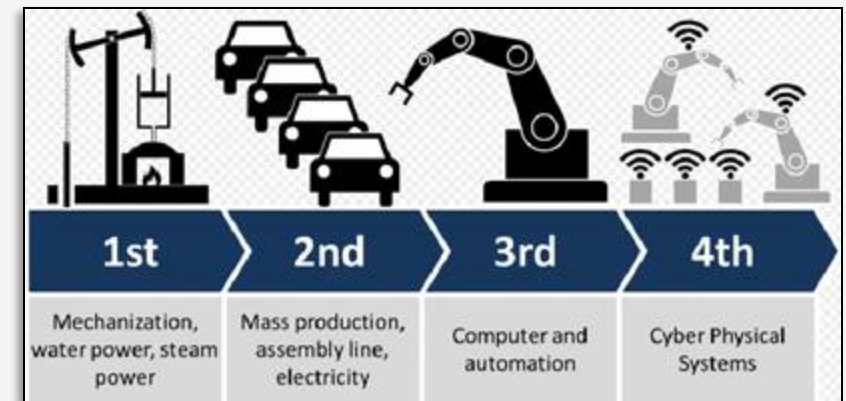 1st
2nd
3rd
4th
Mechanization,
water power, steam
power
Mass production,
assembly line,
electricity
Computer and
automation
Cyber Physical
Systems